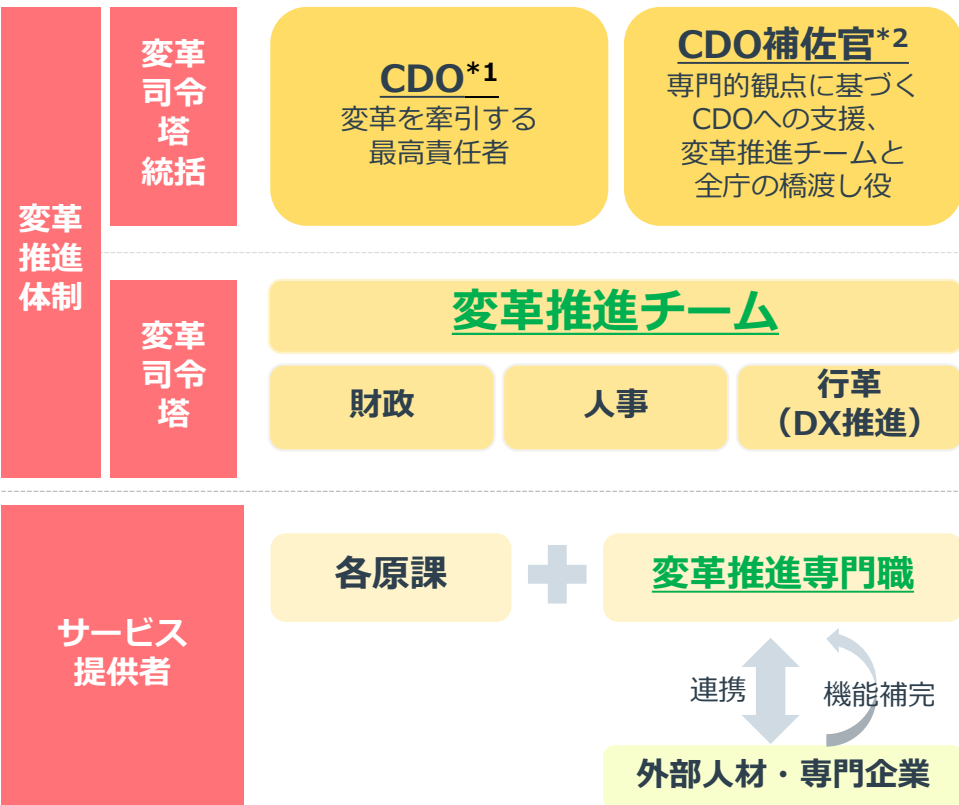 変革
推進
体制
変革
司令
塔
統括
CDO*1
変革を牽引する
最高責任者
CDO補佐官*2
専門的観点に基づく
CDOへの支援、
変革推進チームと
全庁の橋渡し役
変革
司令
塔
変革推進チーム
財政
人事
行革
（DX推進）
サービス
提供者
各原課
変革推進専門職
連携
機能補完
外部人材・専門企業